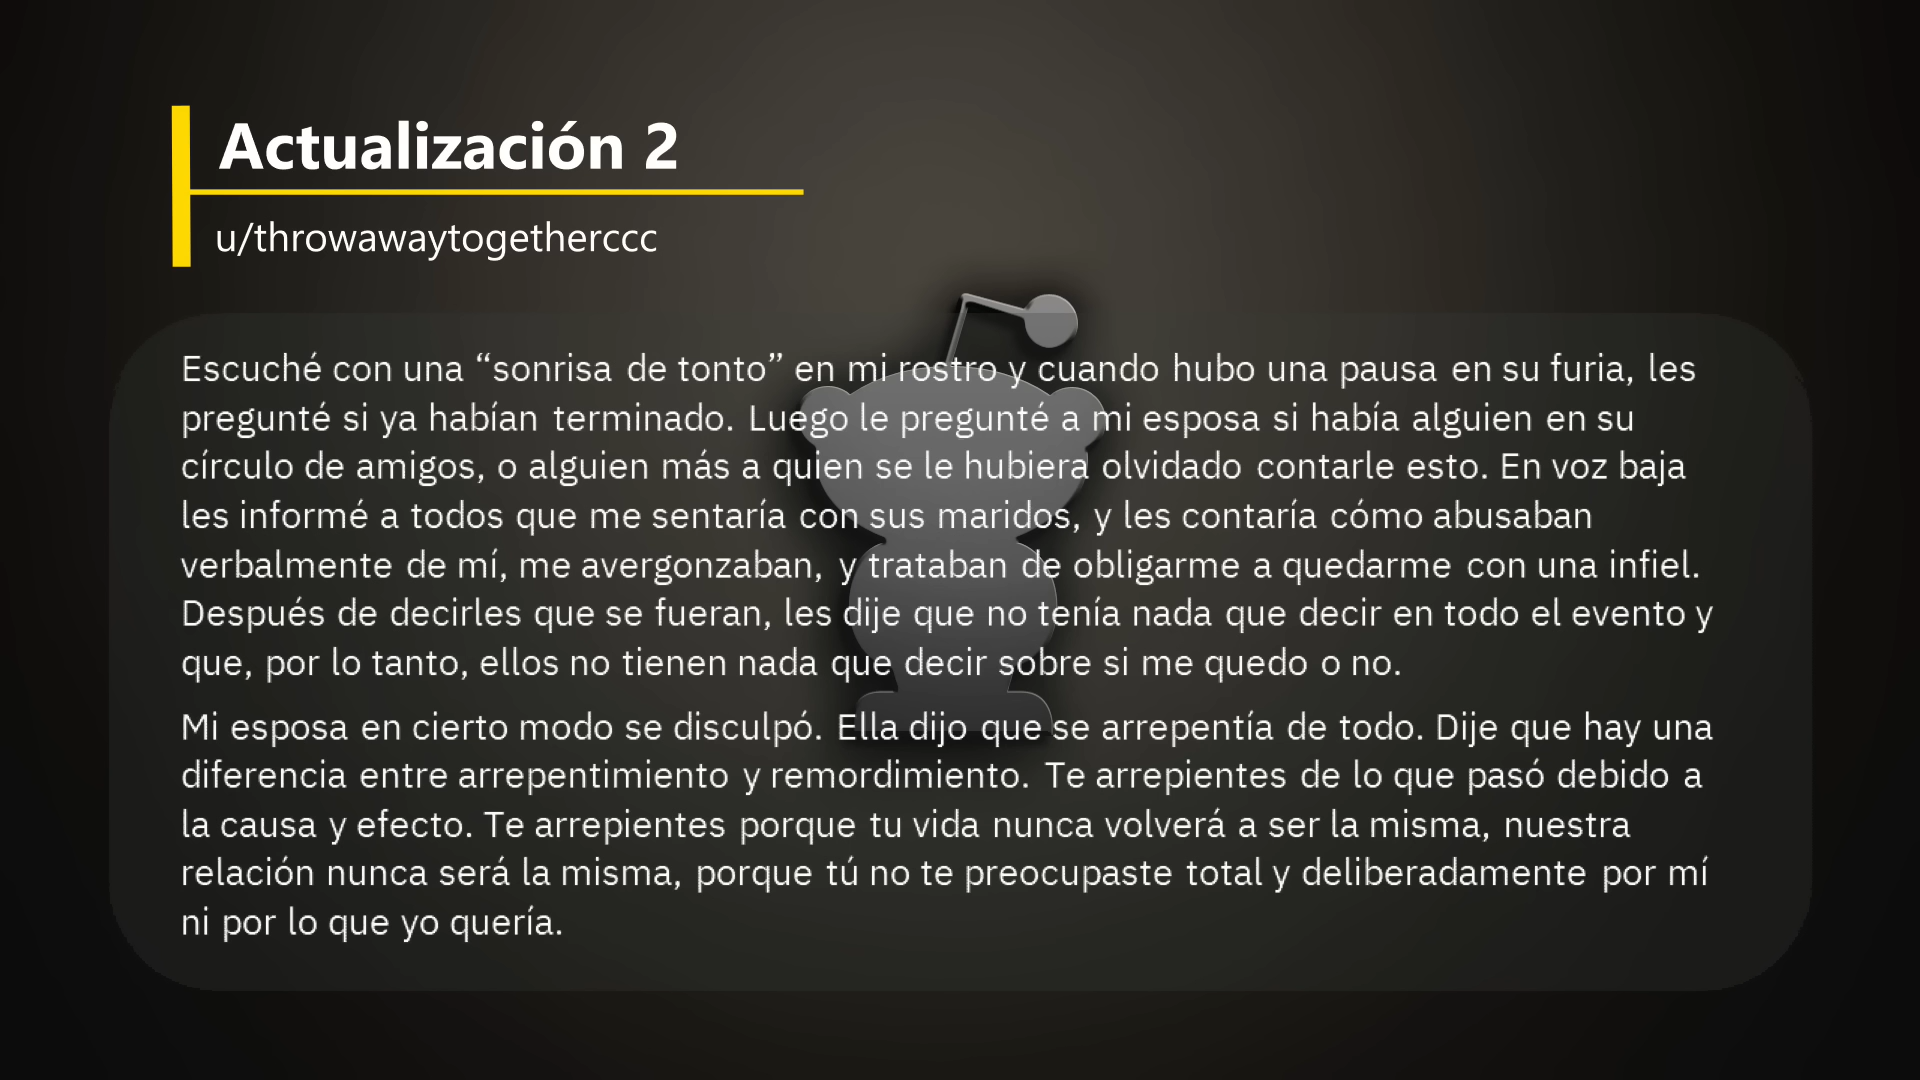 Actualización 2
u/throwawaytogetherccc
Escuché con una “sonrisa de tonto” en mi rostro y cuando hubo una pausa en su furia, les
pregunté si ya habían terminado. Luego le pregunté a mi esposa si había alguien en su
círculo de amigos, o alguien más a quien se le hubiera olvidado contarle esto. En voz baja
les informé a todos que me sentaría con sus maridos, y les contaría cómo abusaban
verbalmente de mí, me avergonzaban, y trataban de obligarme a quedarme con una infiel.
Después de decirles que se fueran, les dije que no tenía nada que decir en todo el evento y
que, por lo tanto, ellos no tienen nada que decir sobre si me quedo o no.
Mi esposa en cierto modo se disculpó. Ella dijo que se arrepentía de todo. Dije que hay una
diferencia entre arrepentimiento y remordimiento. Te arrepientes de lo que pasó debido a
la causa y efecto. Te arrepientes porque tu vida nunca volverá a ser la misma, nuestra
relación nunca será la misma, porque tú no te preocupaste total y deliberadamente por mí
ni por lo que yo quería.